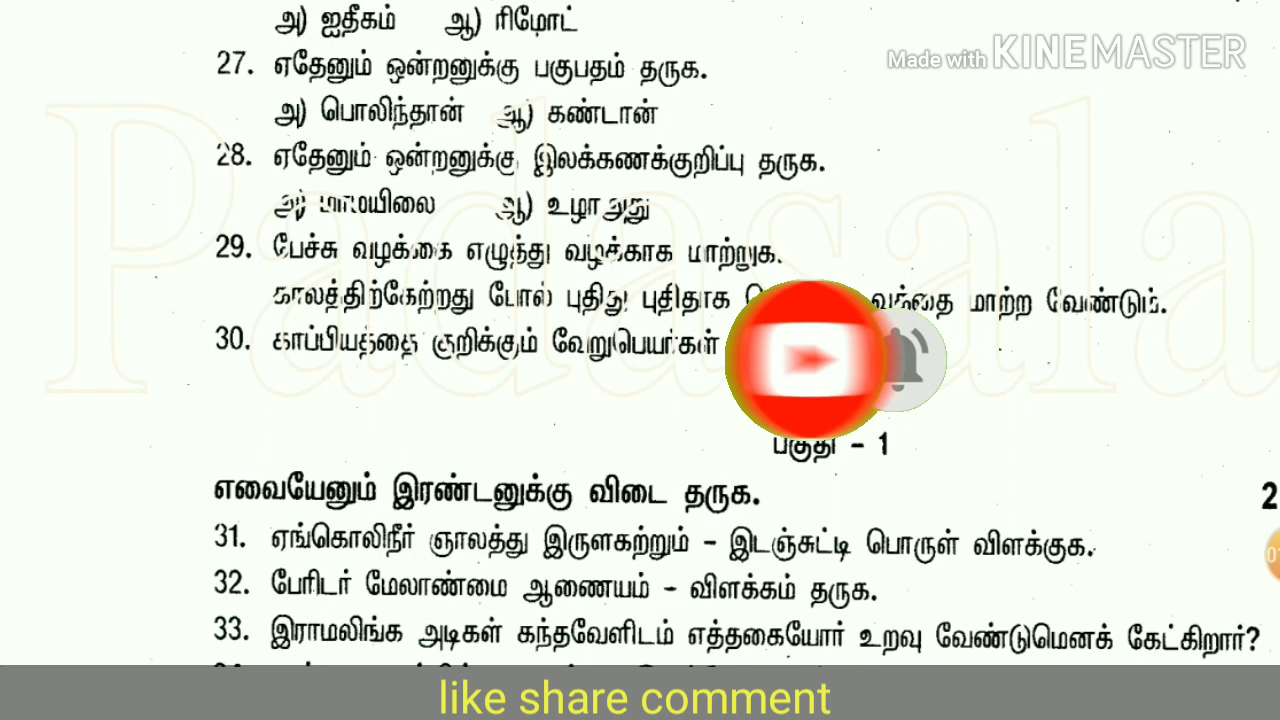 அ) ஐதீகம் ஆ) ரிமோட்
Made with KINEMASTER
27. ஏதேனும் ஒன்றனுக்கு பகுபதம் தருக.
அ) பொலிந்தான் ஆ) கண்டான்
28. ஏதேனும் ஒன்றனுக்கு இலக்கணக்குறிப்பு தருக.
அ) மாமயிலை ஆ) உழாஅது
29. பேச்சு வழக்கை எழுத்து வழக்காக மாற்றுக.
காலத்திற்கேற்றது போல் புதிது புதிதாக மாற்ற வேண்டும்.
30. காப்பியத்தை குறிக்கும் வேறுபெயர்கள்
Padasala
பகுதி - 1
எவையேனும் இரண்டனுக்கு விடை தருக. 2
31. ஏங்கொலிநீர் ஞாலத்து இருளகற்றும் - இடஞ்சுட்டி பொருள் விளக்குக.
32. பேரிடர் மேலாண்மை ஆணையம் - விளக்கம் தருக.
33. இராமலிங்க அடிகள் கந்தவேளிடம் எத்தகையோர் உறவு வேண்டுமெனக் கேட்கிறார்?
like share comment